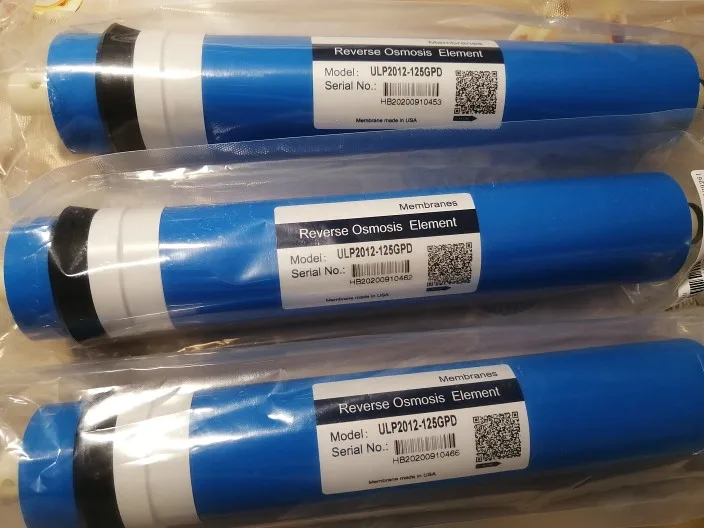 Membranes
Reverse Osmosis Element
Model: ULP2012-125GPD
Serial No.:
HB20200910453
Membrane made in USA
Membranes
Reverse Osmosis Element
Model: ULP2012-125GPD
Serial No.:
HB20200910462
Membrane made in USA
Membranes
Reverse Osmosis Element
Model: ULP2012-125GPD
Serial No.:
HB20200910466
Membrane made in USA